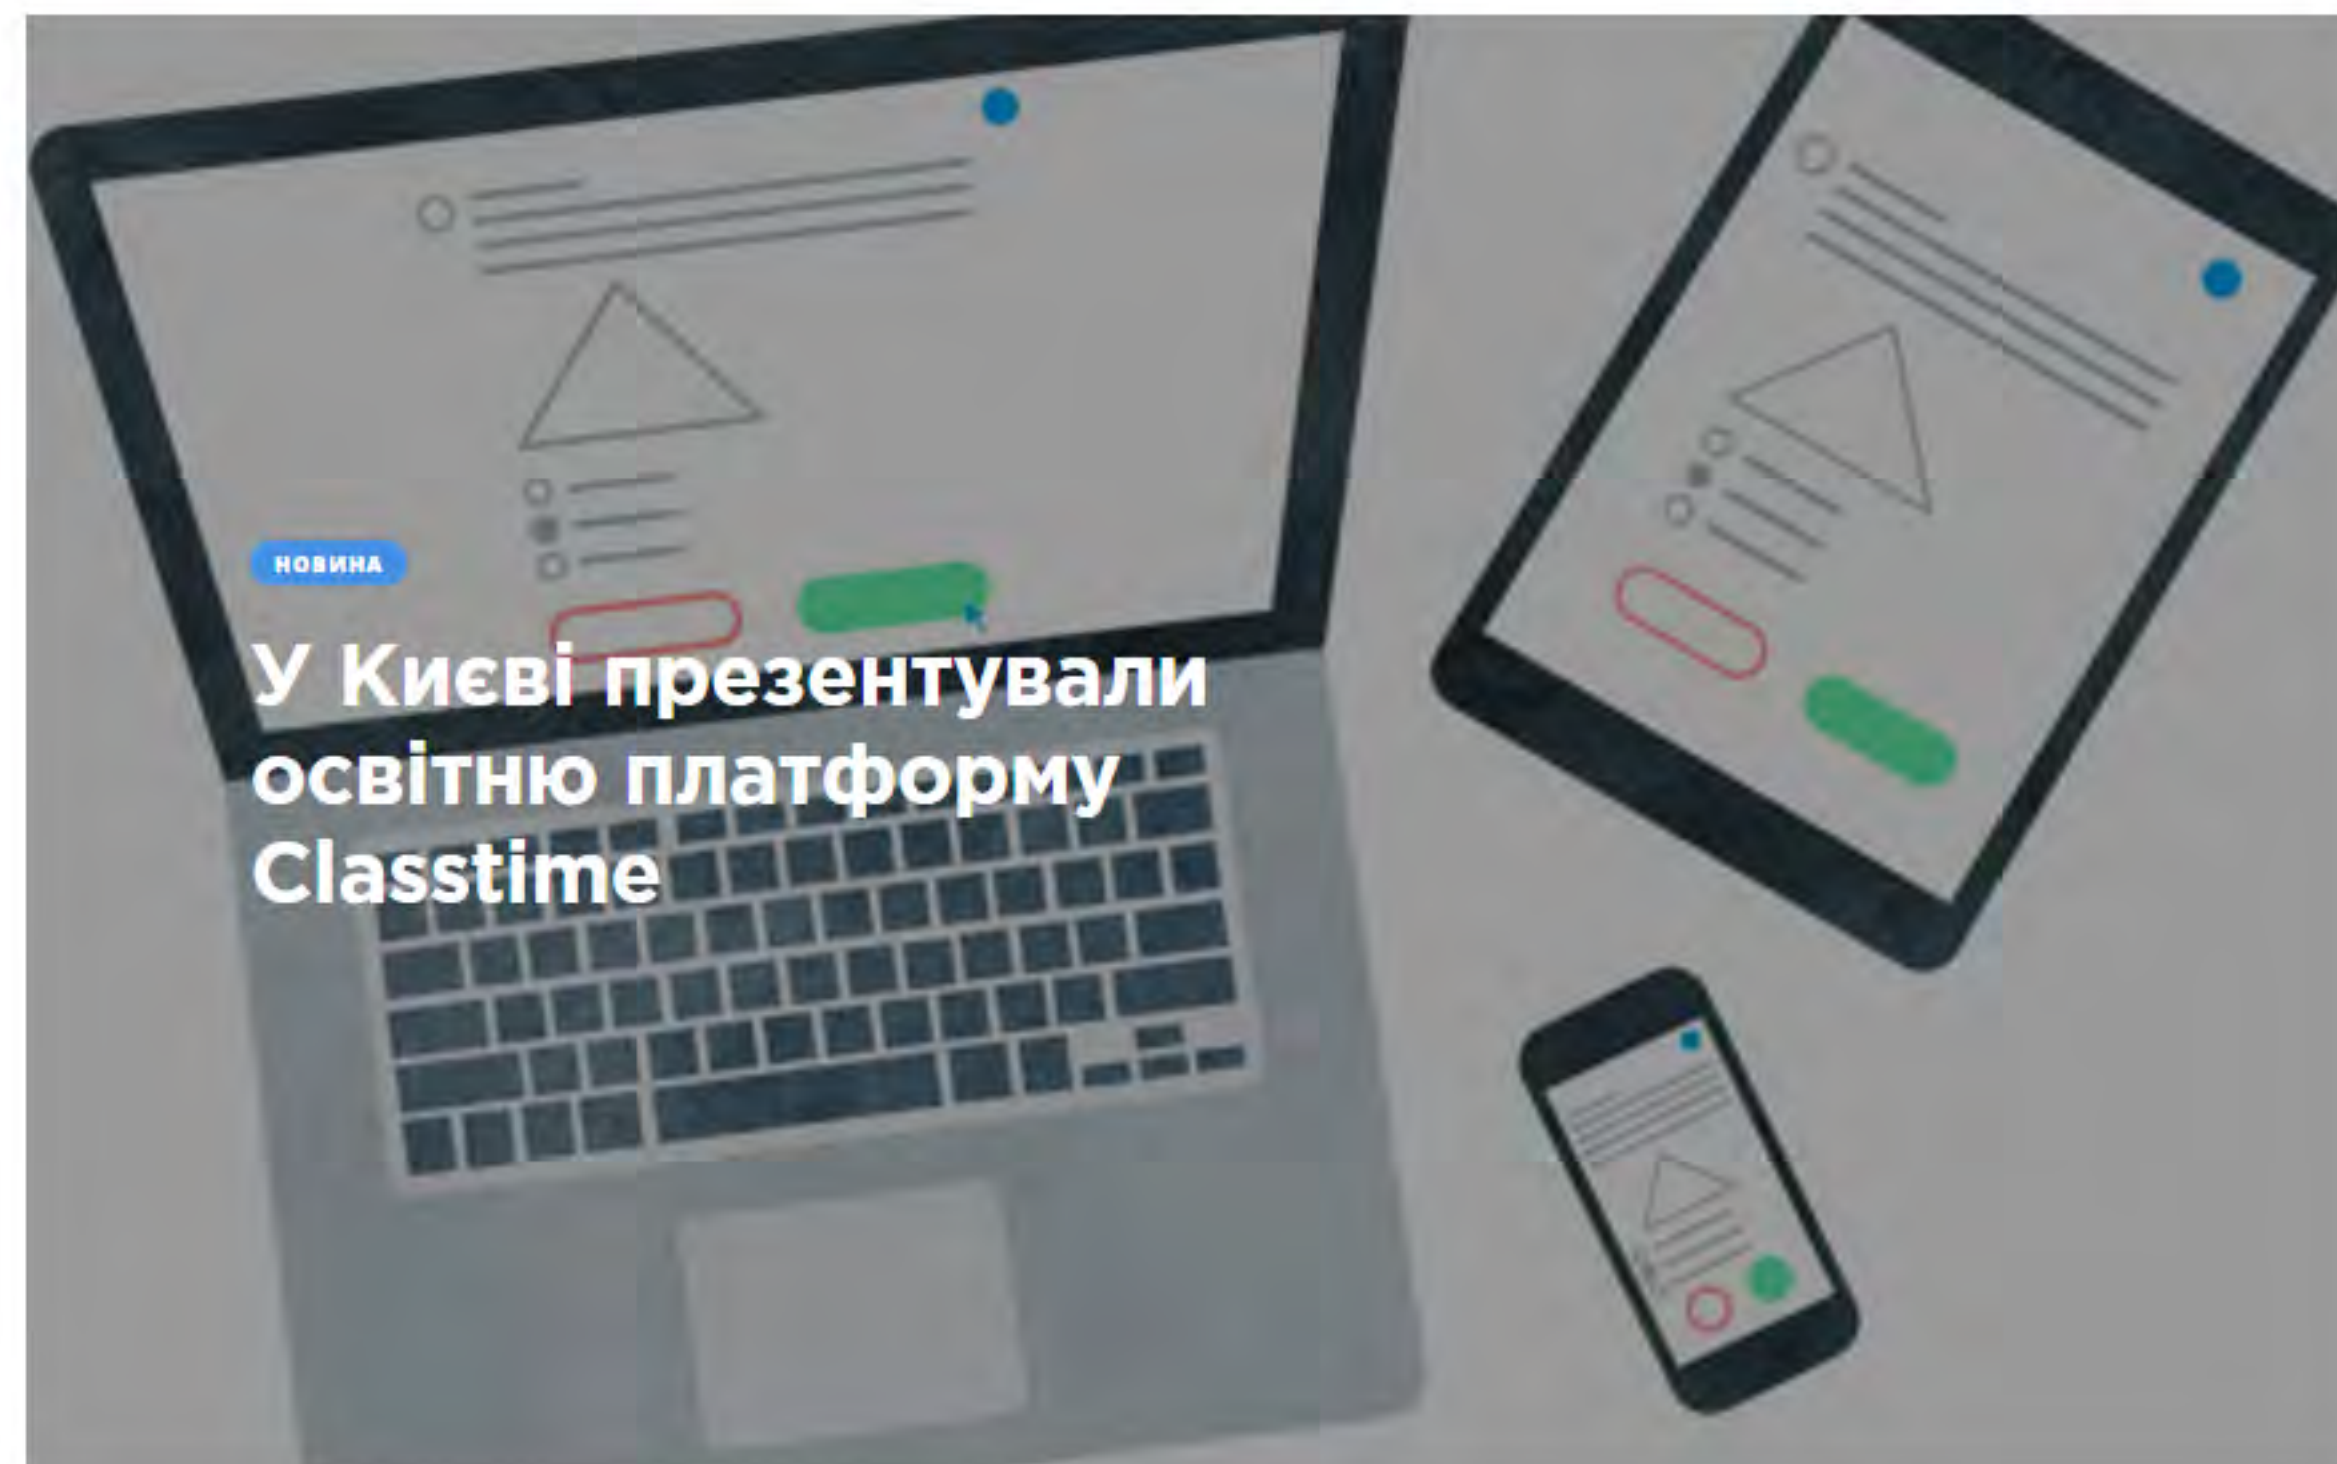 НОВИНА
У Києві презентували
освітню платформу
Classtime